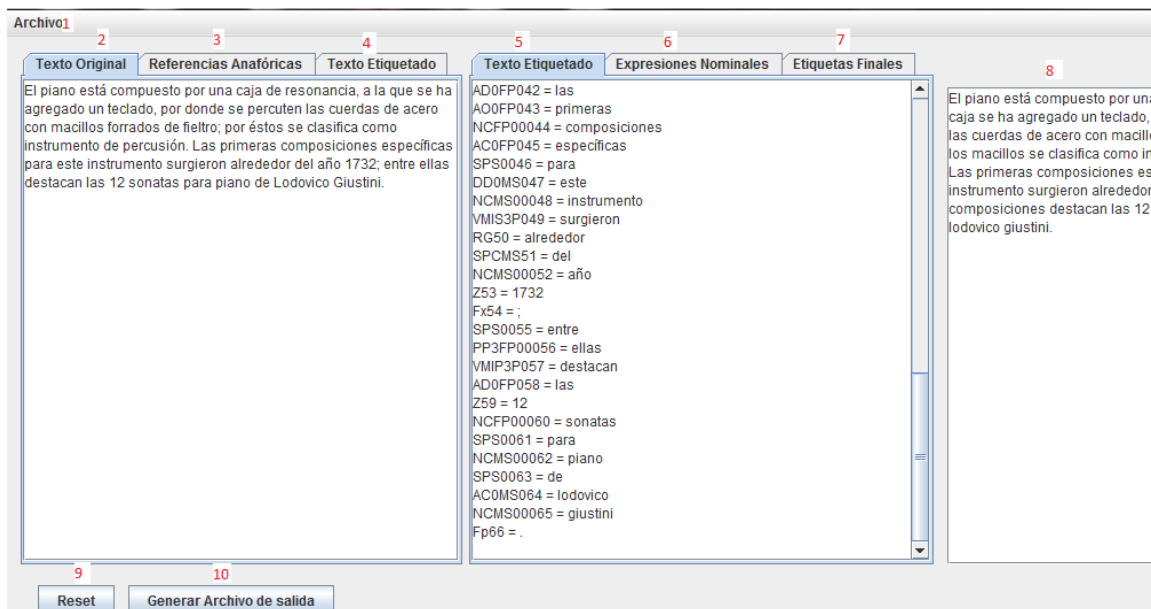 Archivo 1
2 3 4 5 6 7 8
Texto Original Referencias Anafóricas Texto Etiquetado
El piano está compuesto por una caja de resonancia, a la que se ha
agregado un teclado, por donde se percuten las cuerdas de acero
con macillos forrados de fieltro; por éstos se clasifica como
instrumento de percusión. Las primeras composiciones específicas
para este instrumento surgieron alrededor del año 1732; entre ellas
destacan las 12 sonatas para piano de Lodovico Giustini.
Texto Etiquetado Expresiones Nominales Etiquetas Finales
AD0FP042 = las
AO0FP043 = primeras
NCFP00044 = composiciones
AC0FP045 = específicas
SPS0046 = para
DD0MS047 = este
NCMS00048 = instrumento
VMIS3P049 = surgieron
RG50 = alrededor
SPCMS51 = del
NCMS00052 = año
Z53 = 1732
Fx54 = ;
SPS0055 = entre
PP3FP00056 = ellas
VMIP3P057 = destacan
AD0FP058 = las
Z59 = 12
NCFP00060 = sonatas
SPS0061 = para
NCMS00062 = piano
SPS0063 = de
AC0MS064 = lodovico
NCMS00065 = giustini
Fp66 = .
El piano está compuesto por
caja se ha agregado un teclado,
las cuerdas de acero con
los macillos se clasifica como
Las primeras composiciones
instrumento surgieron
composiciones destacan las 12
lodovico giustini.
9 10
Reset Generar Archivo de salida